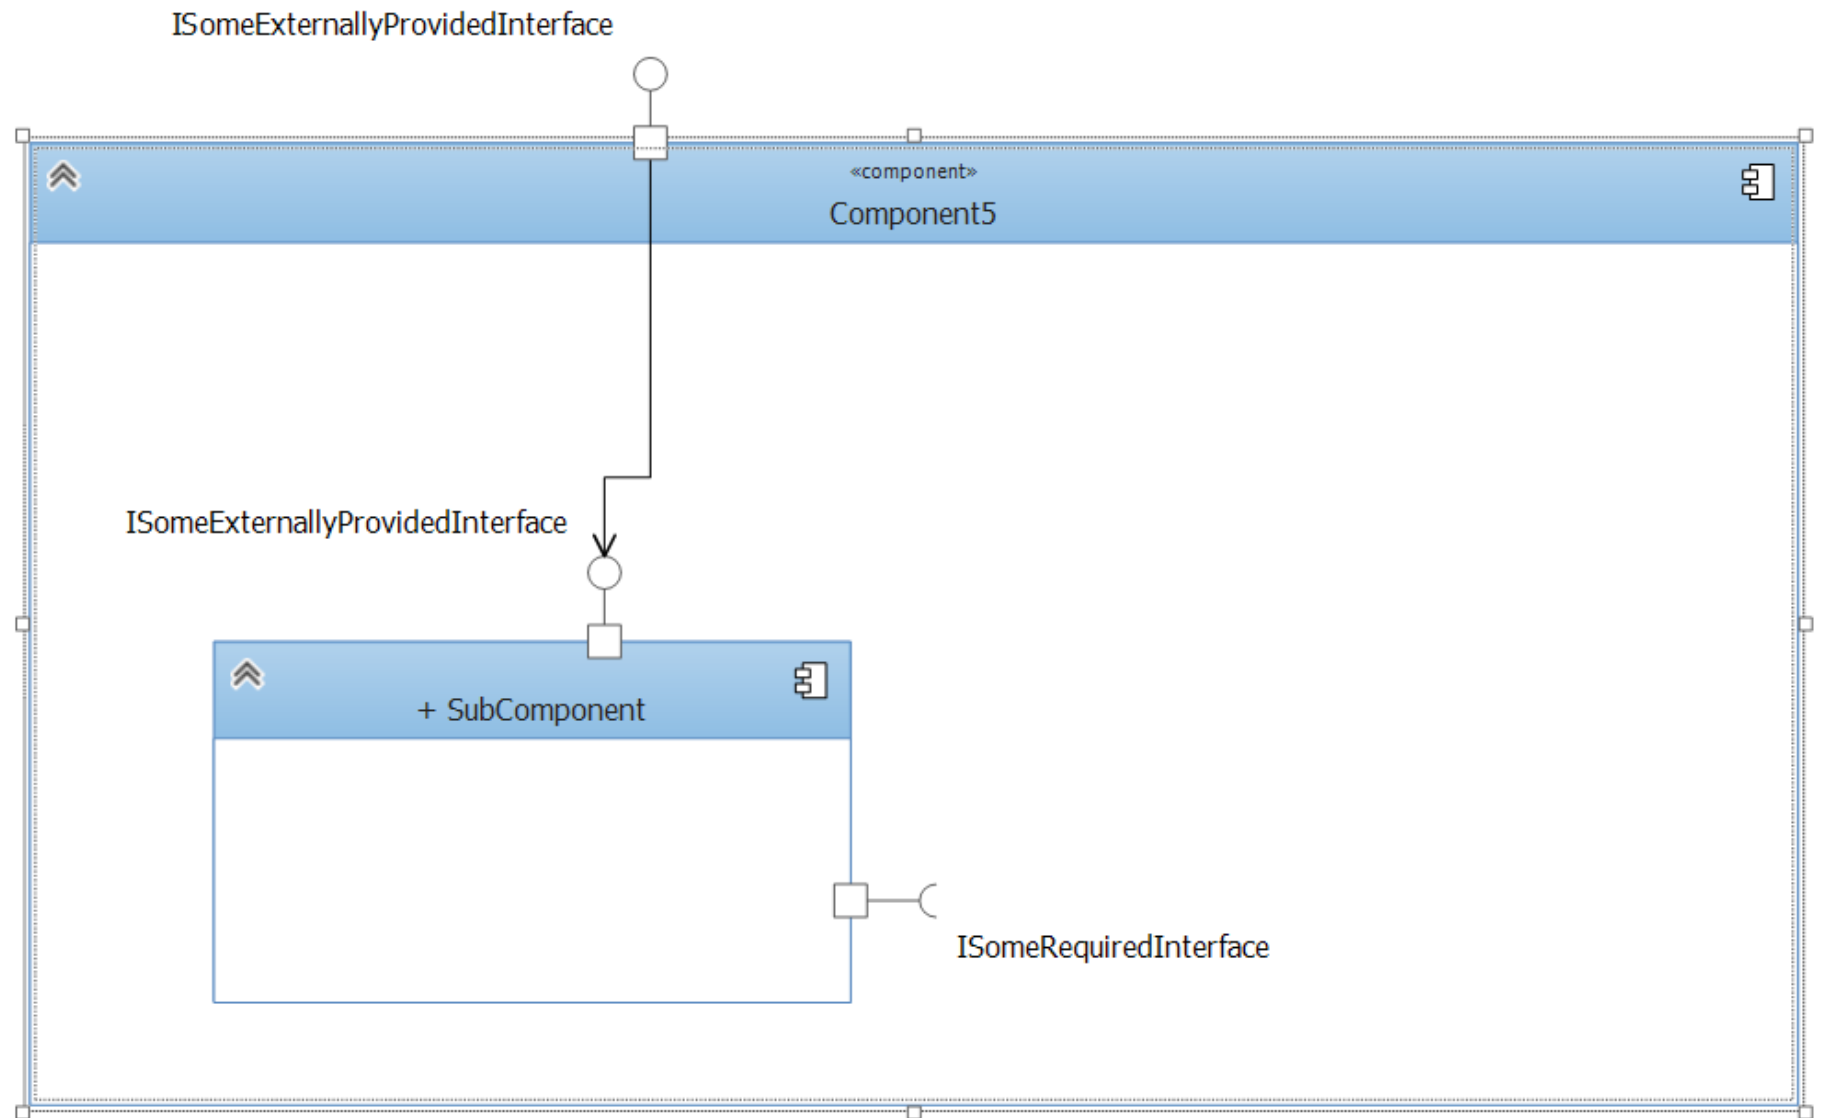 ISomeExternallyProvidedInterface
«component»
Component5
ISomeExternallyProvidedInterface
+ SubComponent
ISomeRequiredInterface